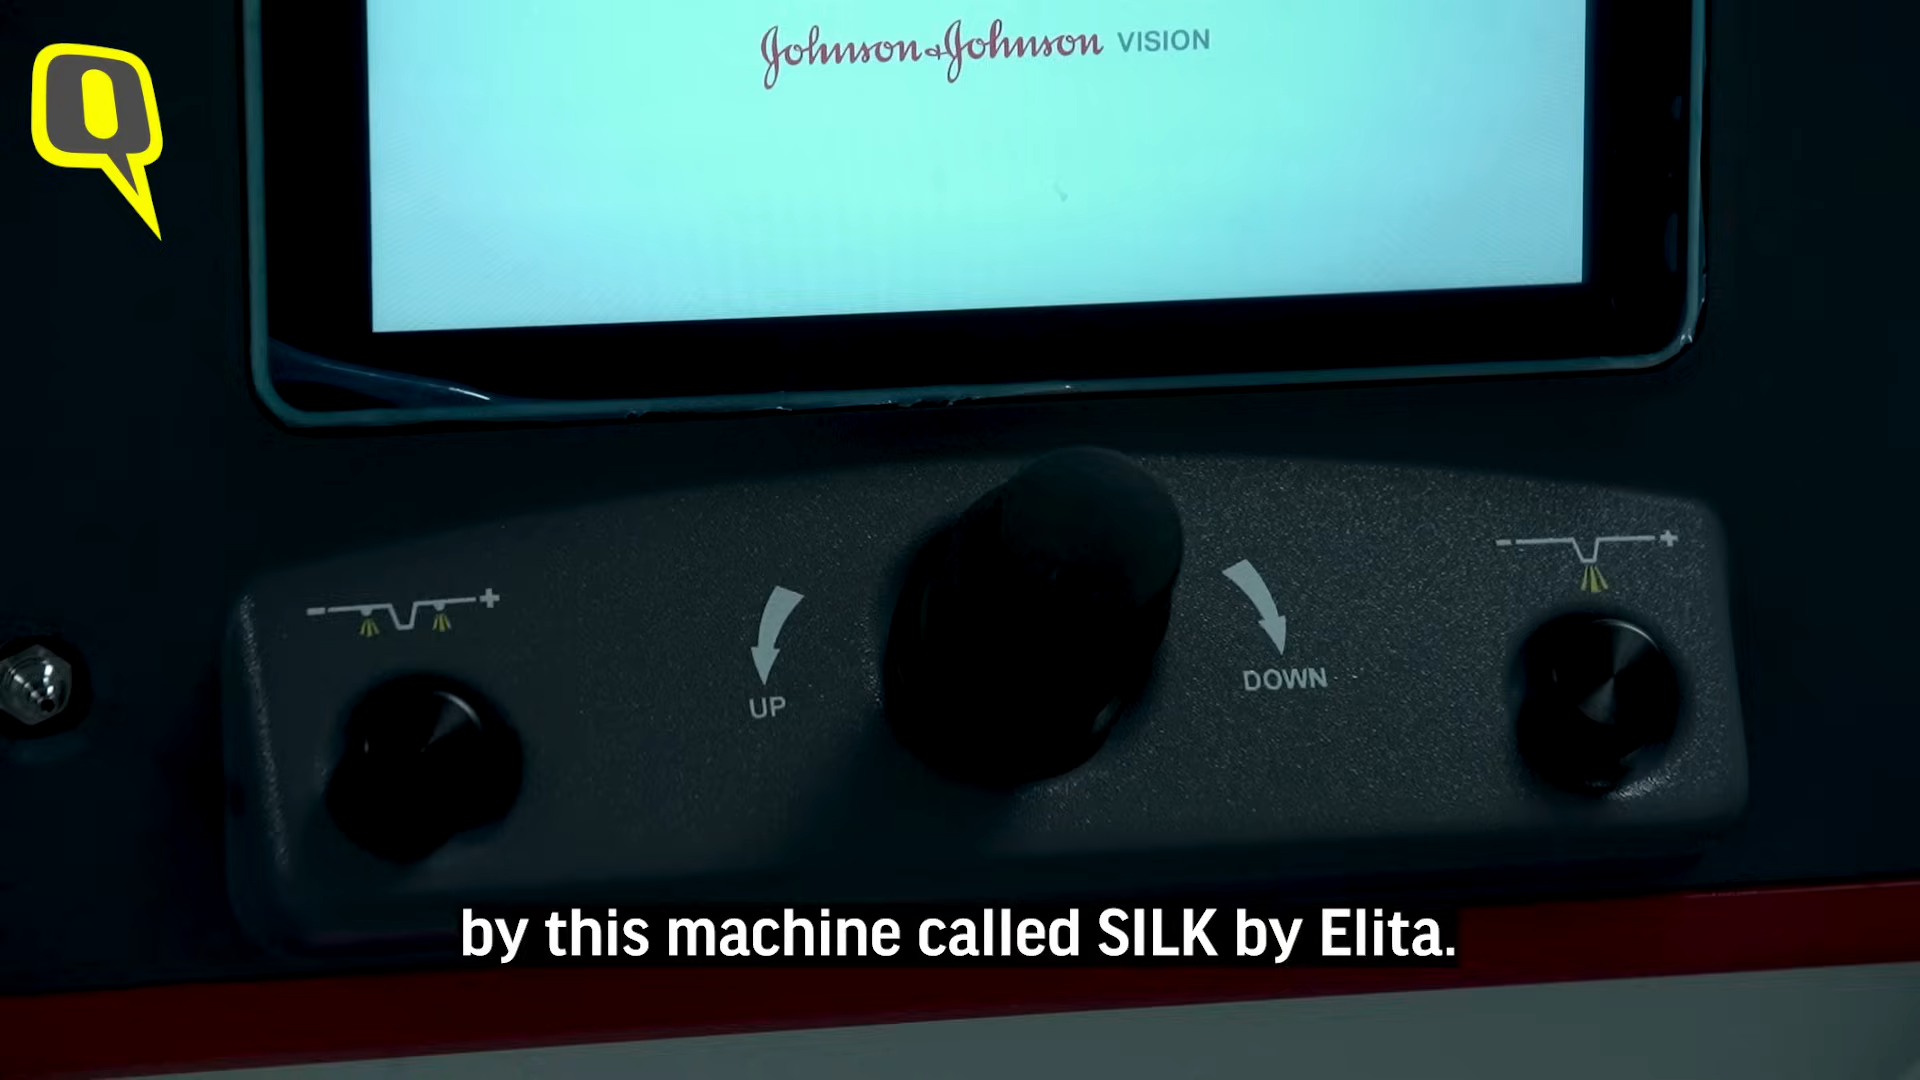 Johnson & Johnson VISION
Q
- +
- +
UP
DOWN
by this machine called SILK by Elita.